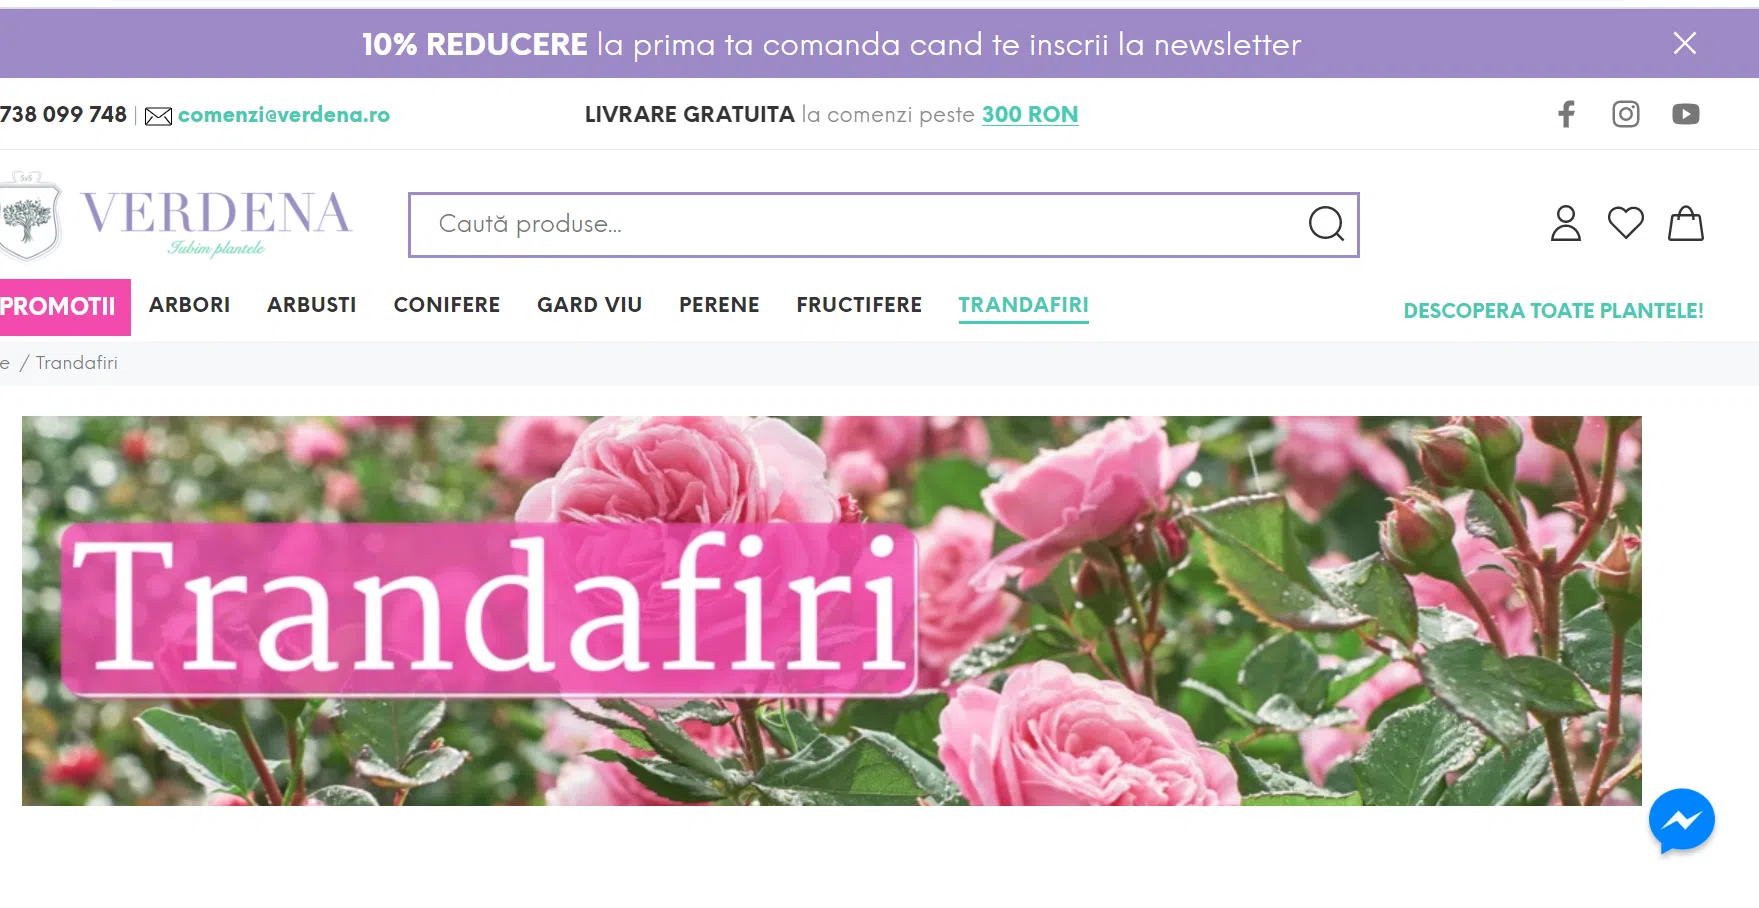 10% REDUCERE la prima ta comanda cand te inscrii la newsletter
738 099 748 | comenzi@verdena.ro
LIVRARE GRATUITA la comenzi peste 300 RON
SvS
VERDENA
Iubim plantele
Caută produse...
PROMOTII ARBORI ARBUSTI CONIFERE GARD VIU PERENE FRUCTIFERE TRANDAFIRI DESCOPERA TOATE PLANTELE!
e / Trandafiri
Trandafiri